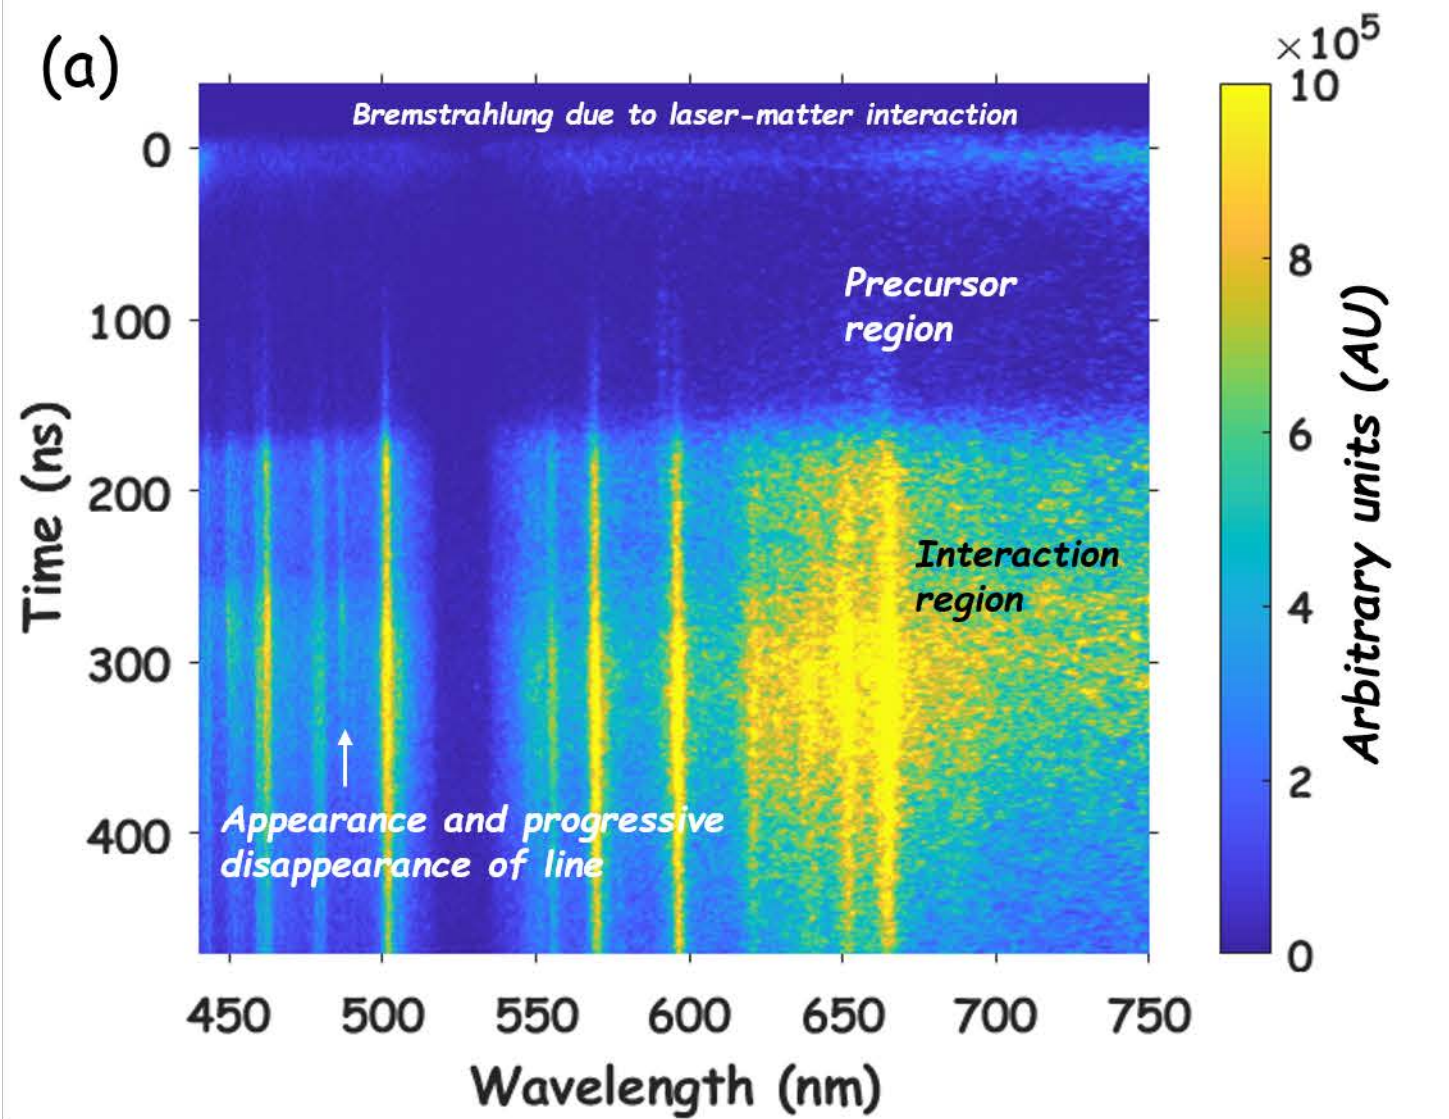 (a)
×10⁵
Bremstrahlung due to laser-matter interaction
Precursor
region
Interaction
region
Appearance and progressive
disappearance of line
0
100
200
300
400
Time (ns)
450 500 550 600 650 700 750
Wavelength (nm)
10
8
6
4
2
0
Arbitrary units (AU)